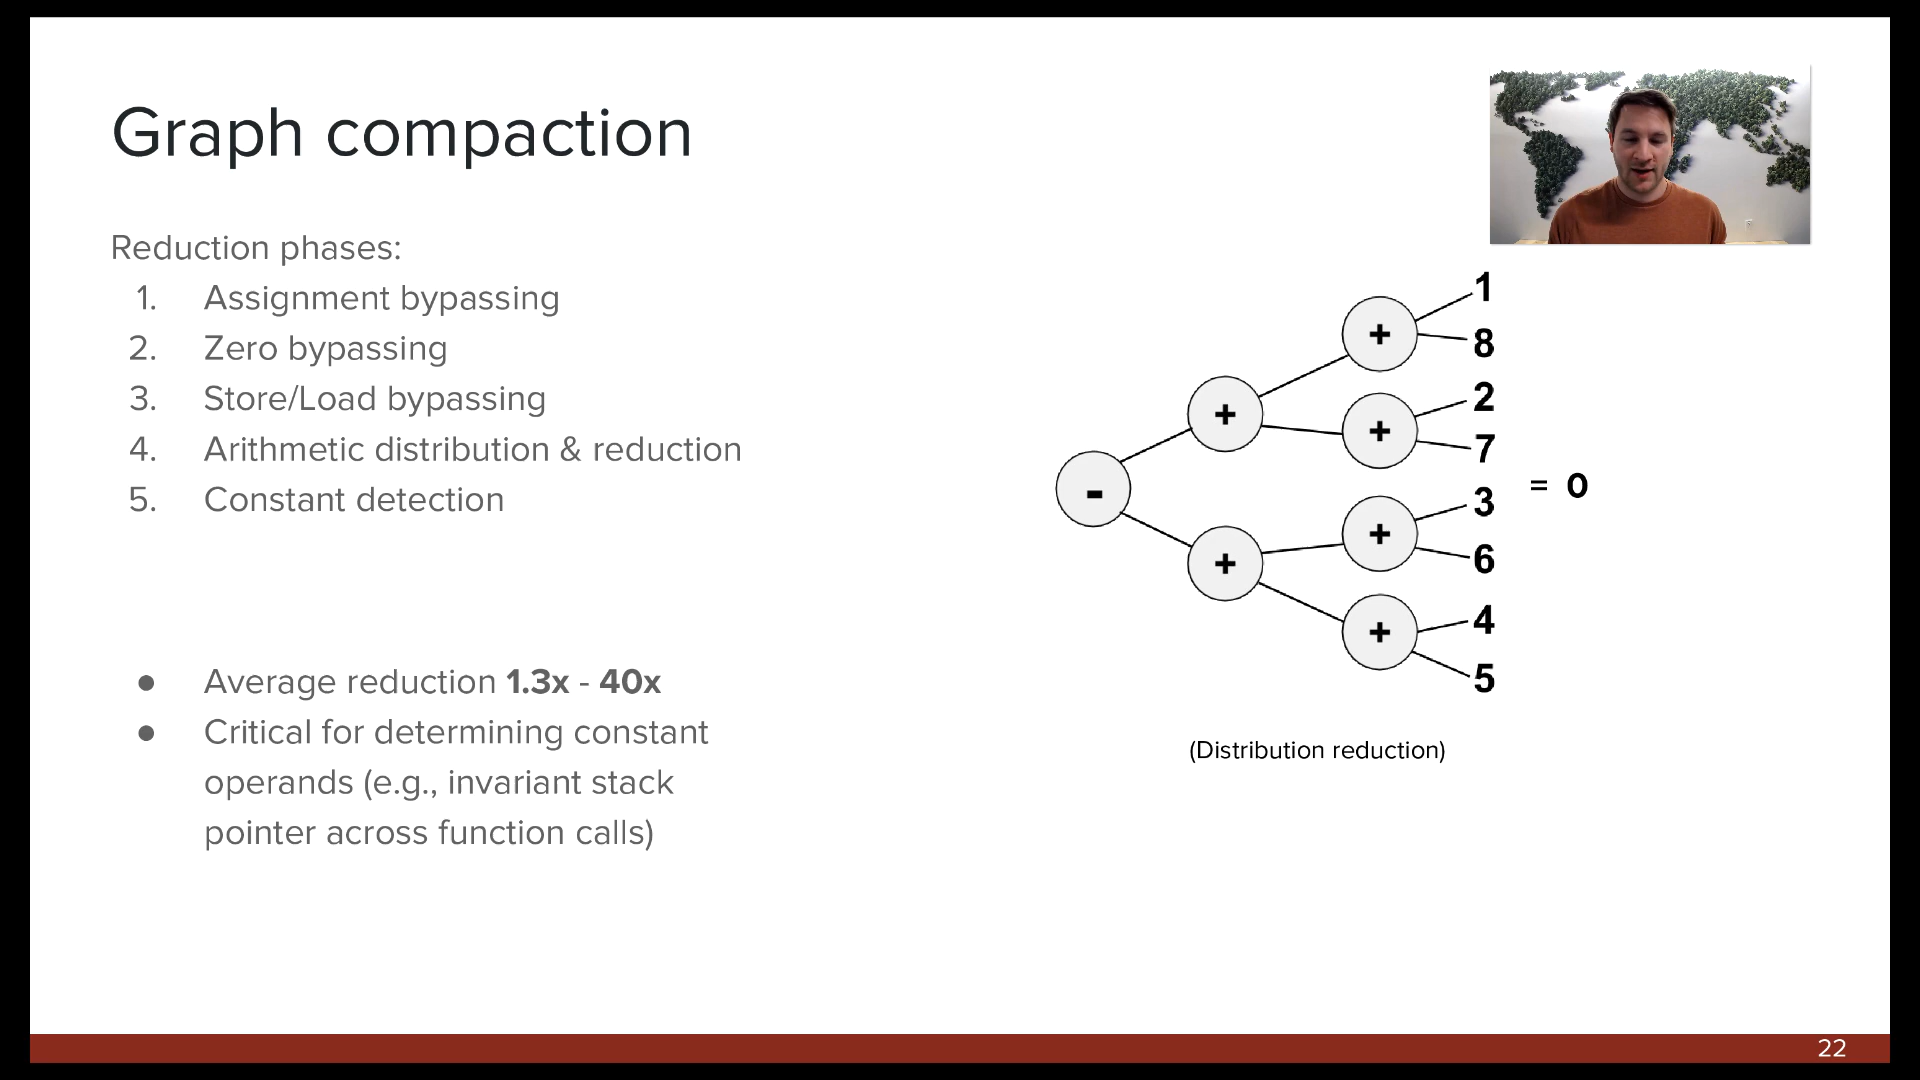 Graph compaction
Reduction phases:
1. Assignment bypassing
2. Zero bypassing
3. Store/Load bypassing
4. Arithmetic distribution & reduction
5. Constant detection
● Average reduction 1.3x - 40x
● Critical for determining constant
operands (e.g., invariant stack
pointer across function calls)
1
+
8
+
2
+
7
-
= 0
3
+
+
6
4
+
5
(Distribution reduction)
22